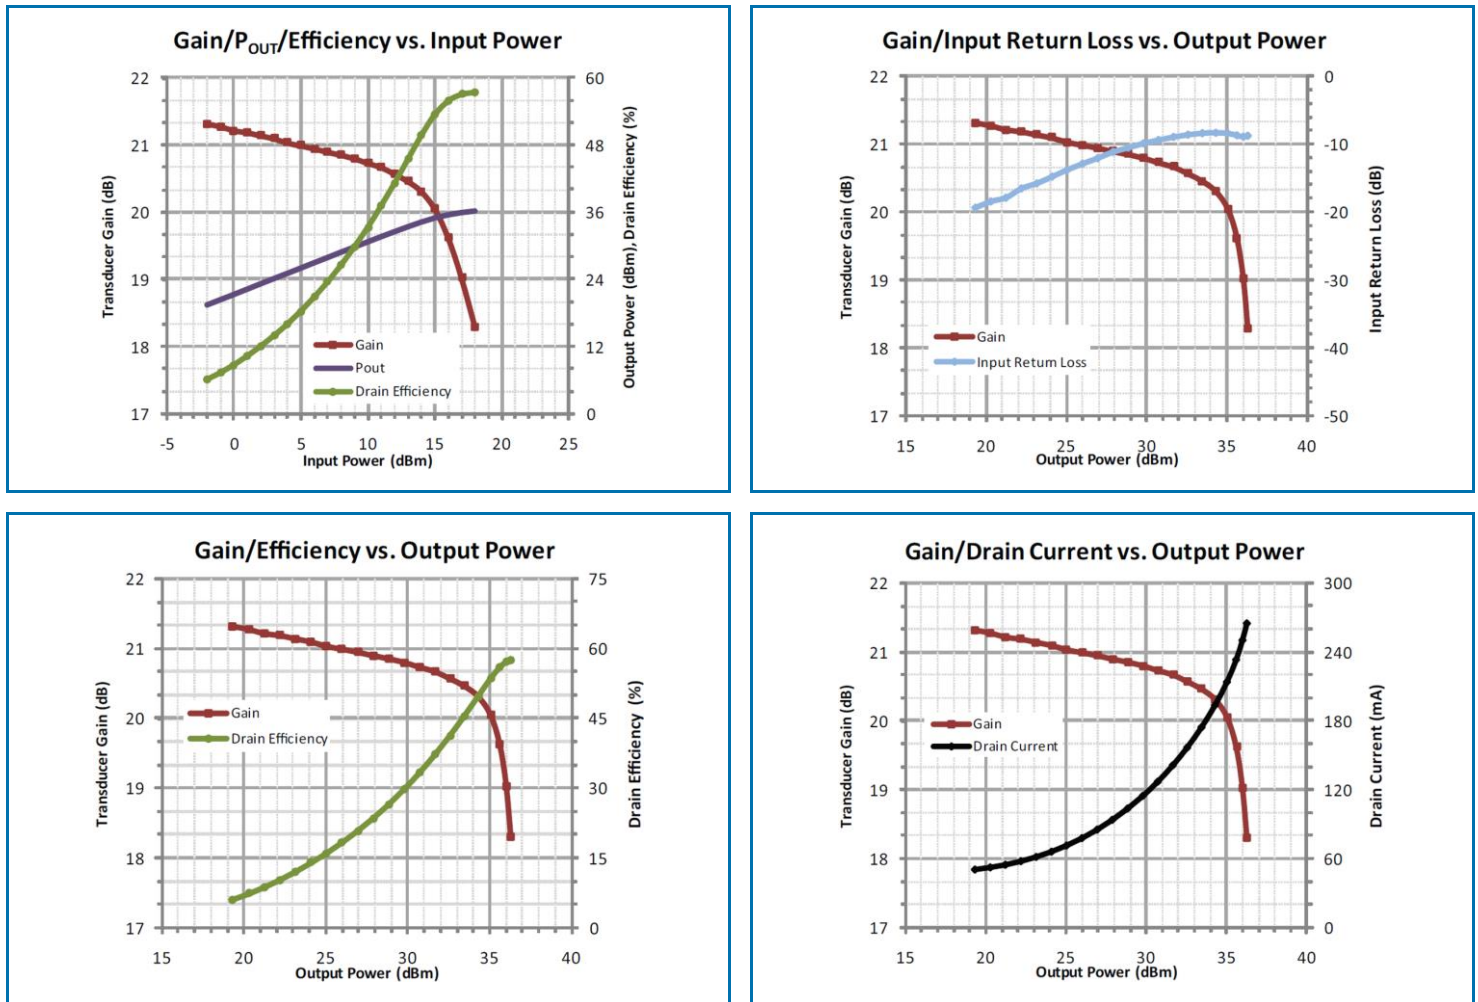 Gain/POUT/Efficiency vs. Input Power
22
21
20
19
18
17
Transducer Gain (dB)
60
48
36
24
12
0
Output Power (dBm), Drain Efficiency (%)
Gain
Pout
Drain Efficiency
-5 0 5 10 15 20 25
Input Power (dBm)
Gain/Input Return Loss vs. Output Power
22
21
20
19
18
17
Transducer Gain (dB)
0
-10
-20
-30
-40
-50
Input Return Loss (dB)
Gain
Input Return Loss
15 20 25 30 35 40
Output Power (dBm)
Gain/Efficiency vs. Output Power
22
21
20
19
18
17
Transducer Gain (dB)
75
60
45
30
15
0
Drain Efficiency (%)
Gain
Drain Efficiency
15 20 25 30 35 40
Output Power (dBm)
Gain/Drain Current vs. Output Power
22
21
20
19
18
17
Transducer Gain (dB)
300
240
180
120
60
0
Drain Current (mA)
Gain
Drain Current
15 20 25 30 35 40
Output Power (dBm)